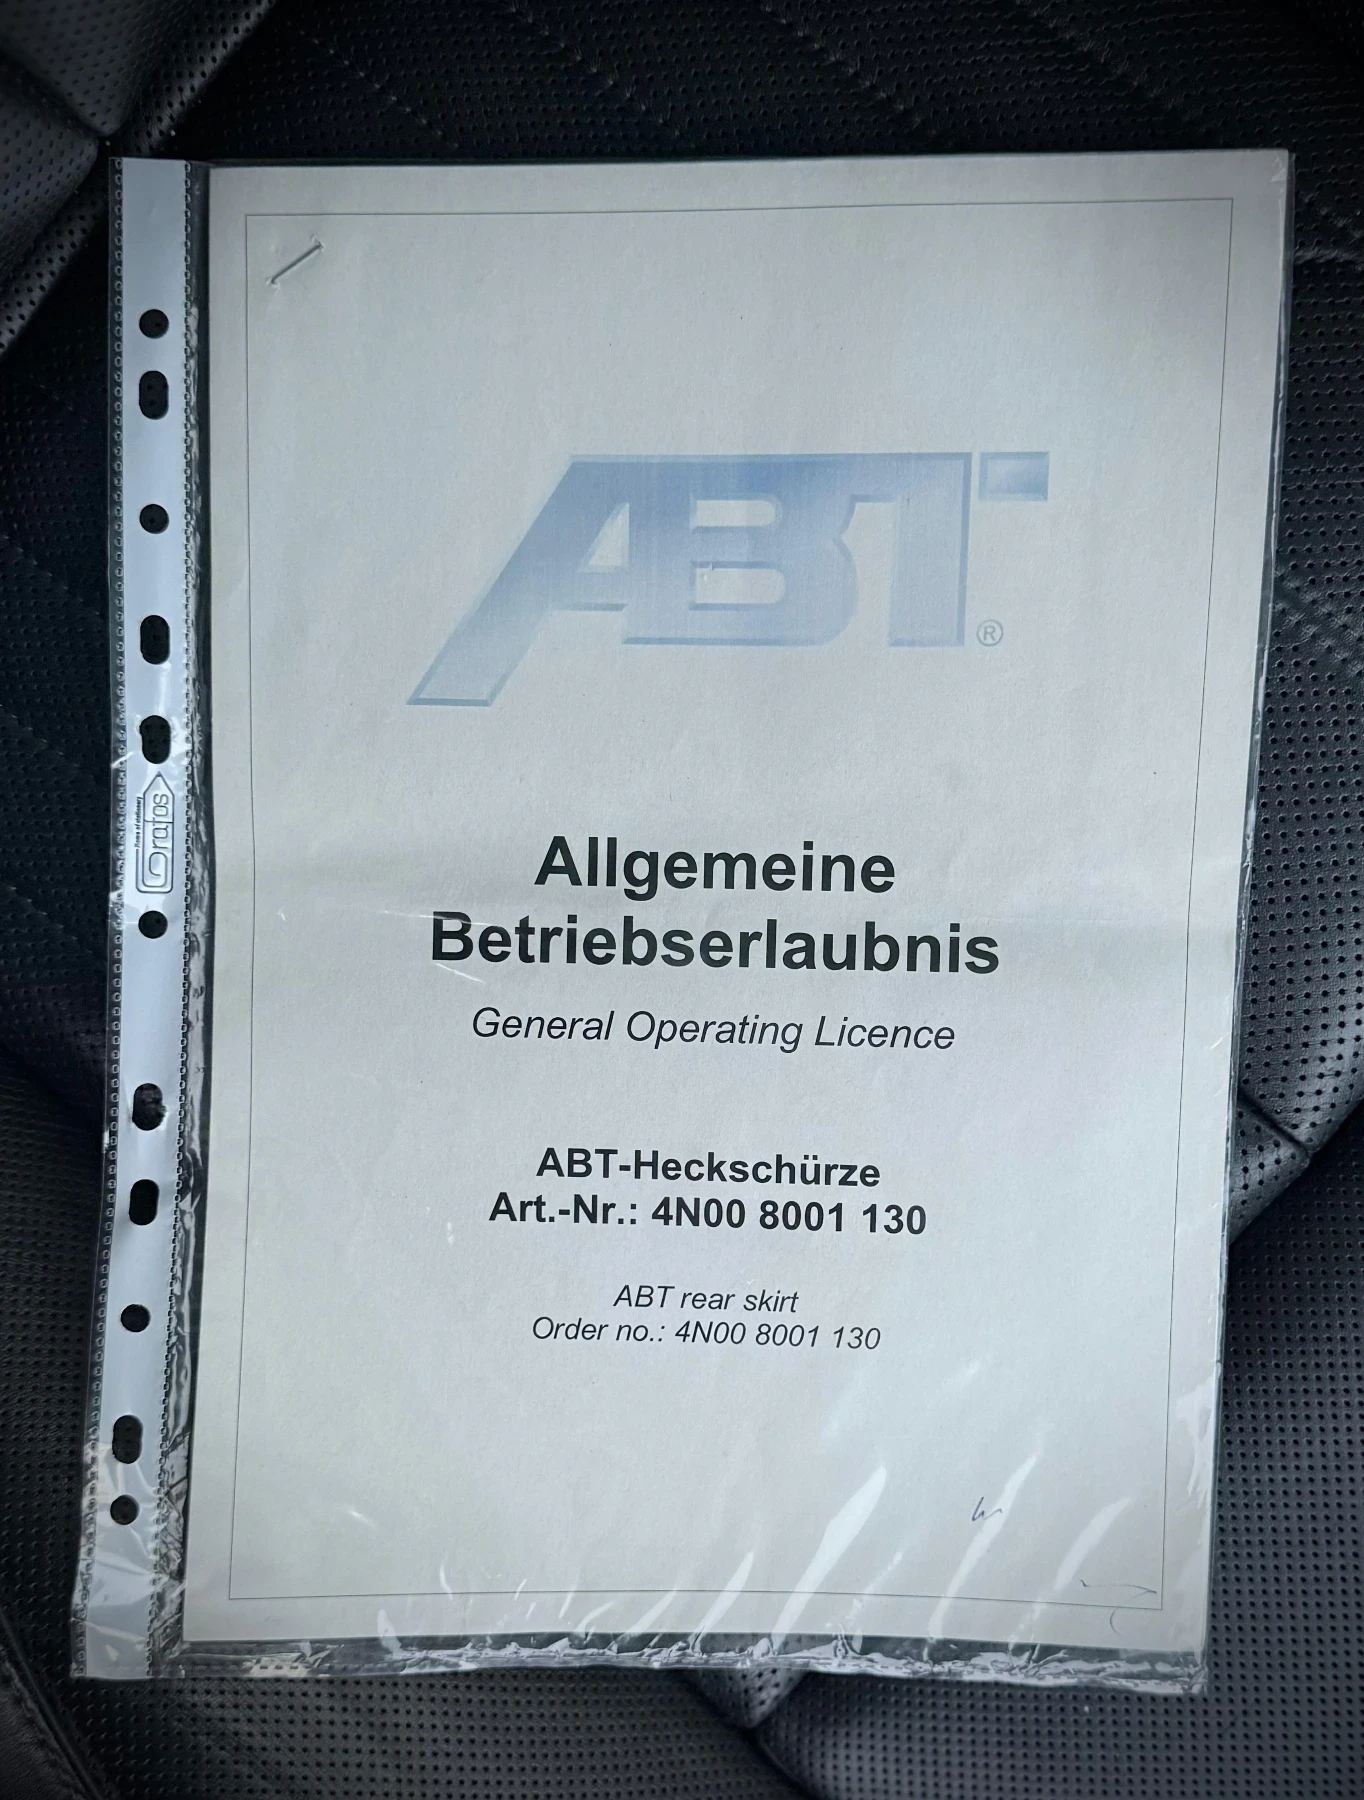 ABT®
Allgemeine
Betriebserlaubnis
General Operating Licence
ABT-Heckschürze
Art.-Nr.: 4N00 8001 130
ABT rear skirt
Order no.: 4N00 8001 130
Grafos